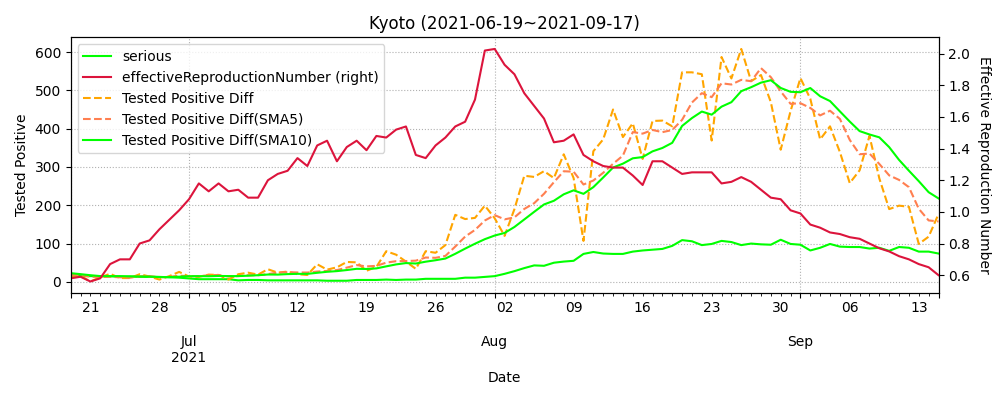 Kyoto (2021-06-19~2021-09-17)
serious
effectiveReproductionNumber (right)
Tested Positive Diff
Tested Positive Diff(SMA5)
Tested Positive Diff(SMA10)
Tested Positive
600
500
400
300
200
100
0
2.0
1.8
1.6
1.4
1.2
1.0
0.8
0.6
Effective Reproduction Number
21 28 05 12 19 26 02 09 16 23 30 06 13
Jul Aug Sep
2021
Date